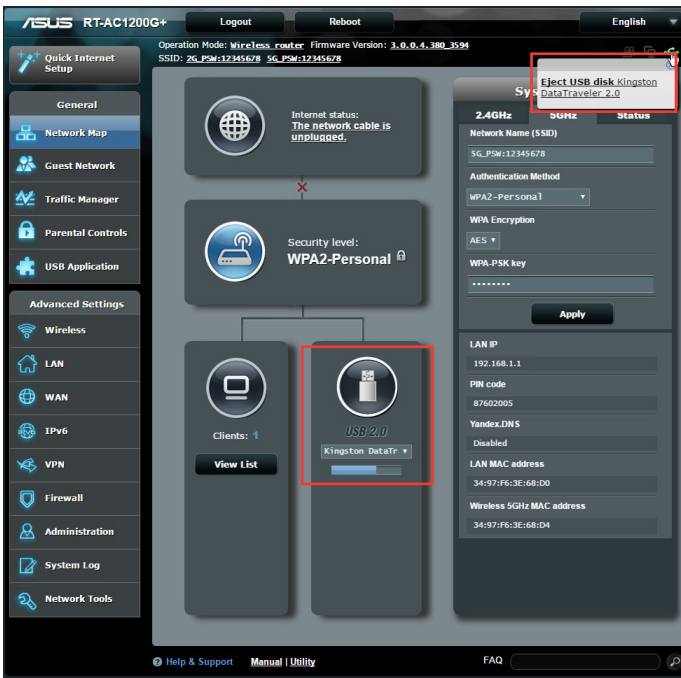 ASUS RT-AC1200G+ Logout Reboot English
Quick Internet
Setup
Operation Mode: Wireless router Firmware Version: 3.0.0.4.380_3594
SSID: 2G_PSW:12345678 5G_PSW:12345678
Eject USB disk Kingston
DataTraveler 2.0
General
Network Map
Guest Network
Traffic Manager
Parental Controls
USB Application
Advanced Settings
Wireless
LAN
WAN
IPv6
VPN
Firewall
Administration
System Log
Network Tools
Internet status:
The network cable is
unplugged.
Security level:
WPA2-Personal
Clients: 1
View List
USB 2.0
Kingston DataTr
Sys
2.4GHz 5GHz Status
Network Name (SSID)
5G_PSW:12345678
Authentication Method
WPA2-Personal
WPA Encryption
AES
WPA-PSK key
········
Apply
LAN IP
192.168.1.1
PIN code
87602005
Yandex.DNS
Disabled
LAN MAC address
34:97:F6:3E:68:D0
Wireless 5GHz MAC address
34:97:F6:3E:68:D4
Help & Support Manual | Utility FAQ